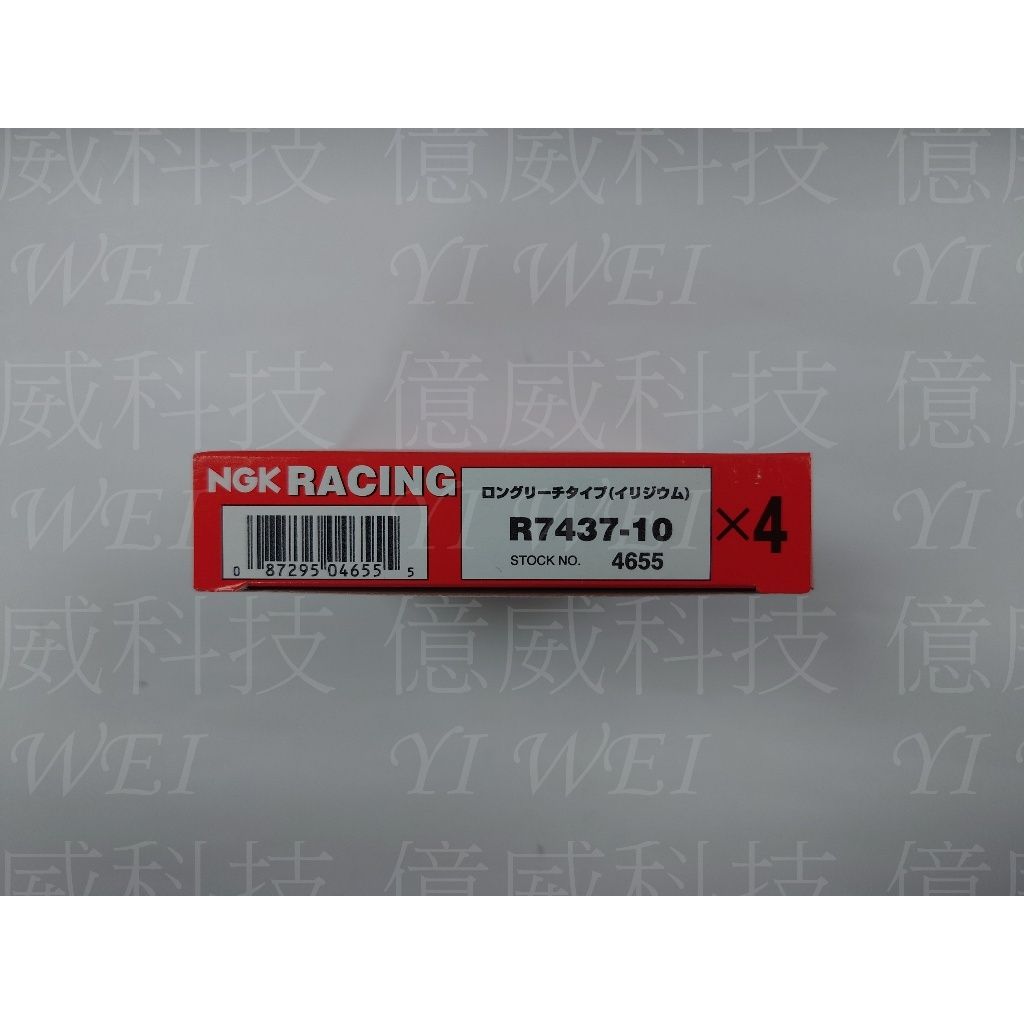 威科技 億威科技 億
WEI YI WEI YI W
威科技 億威科技 億
NGK RACING
ロングリーチタイプ(イリジウム)
R7437-10
STOCK NO. 4655
×4
0 87295 04655 5
YI WEI YI W
威科技 億威科技 億
WEI YI WEI YI W
威科技 億威科技 億